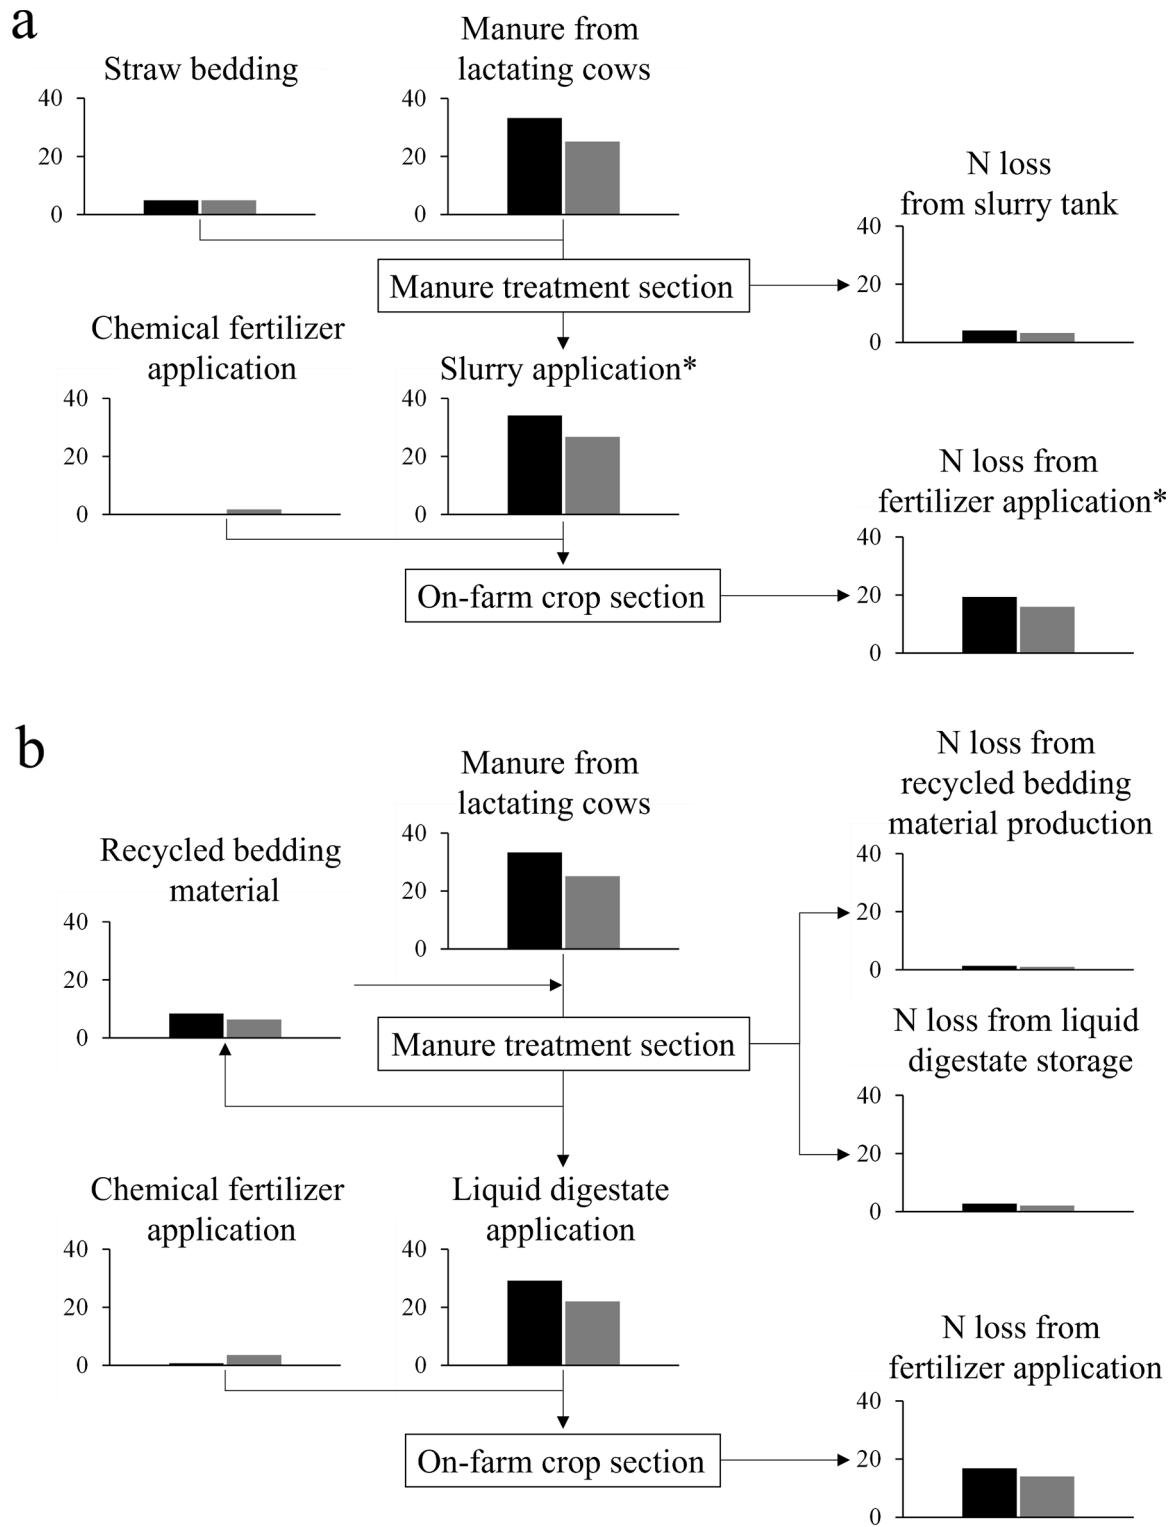 a
Straw bedding
40
20
0
Manure from
lactating cows
40
20
0
N loss
from slurry tank
40
20
0
Manure treatment section
Chemical fertilizer
application
40
20
0
Slurry application*
40
20
0
N loss from
fertilizer application*
40
20
0
On-farm crop section
b
Manure from
lactating cows
40
20
0
N loss from
recycled bedding
material production
40
20
0
Recycled bedding
material
40
20
0
Manure treatment section
N loss from liquid
digestate storage
40
20
0
Chemical fertilizer
application
40
20
0
Liquid digestate
application
40
20
0
N loss from
fertilizer application
40
20
0
On-farm crop section